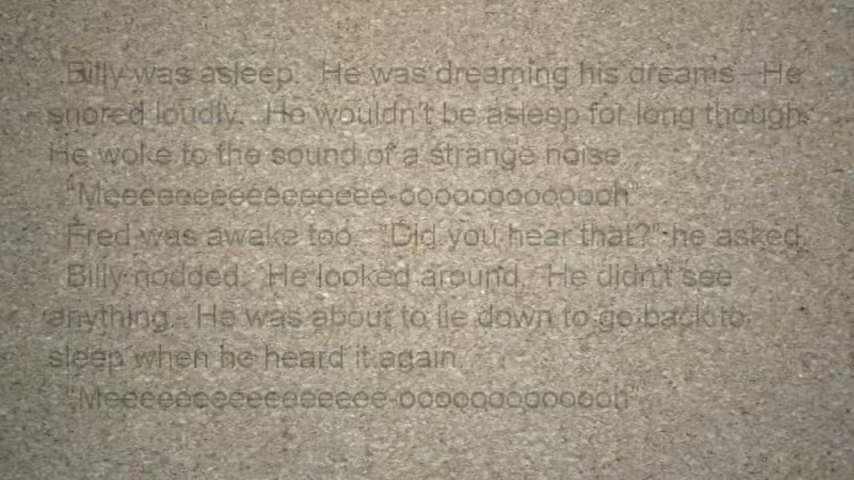 Billy was asleep. He was dreaming his dreams. He
snored loudly. He wouldn't be asleep for long though.
He woke to the sound of a strange noise.
"Meeeeeeeeeeeeeeee-ooooooooooooh"
Fred was awake too. "Did you hear that?" he asked.
Billy nodded. He looked around. He didn't see
anything. He was about to lie down to go back to
sleep when he heard it again.
"Meeeeeeeeeeeeeeee-ooooooooooooh"